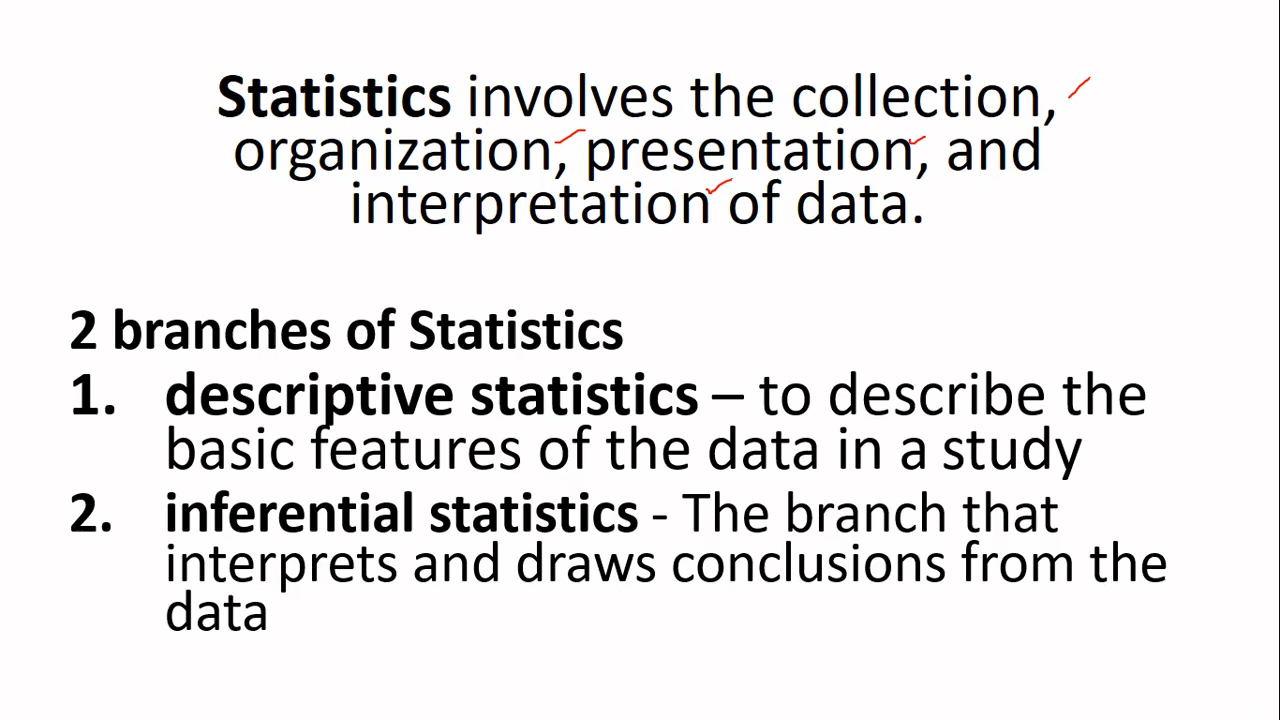 Statistics involves the collection,
organization, presentation, and
interpretation of data.
2 branches of Statistics
1. descriptive statistics – to describe the
basic features of the data in a study
2. inferential statistics - The branch that
interprets and draws conclusions from the
data